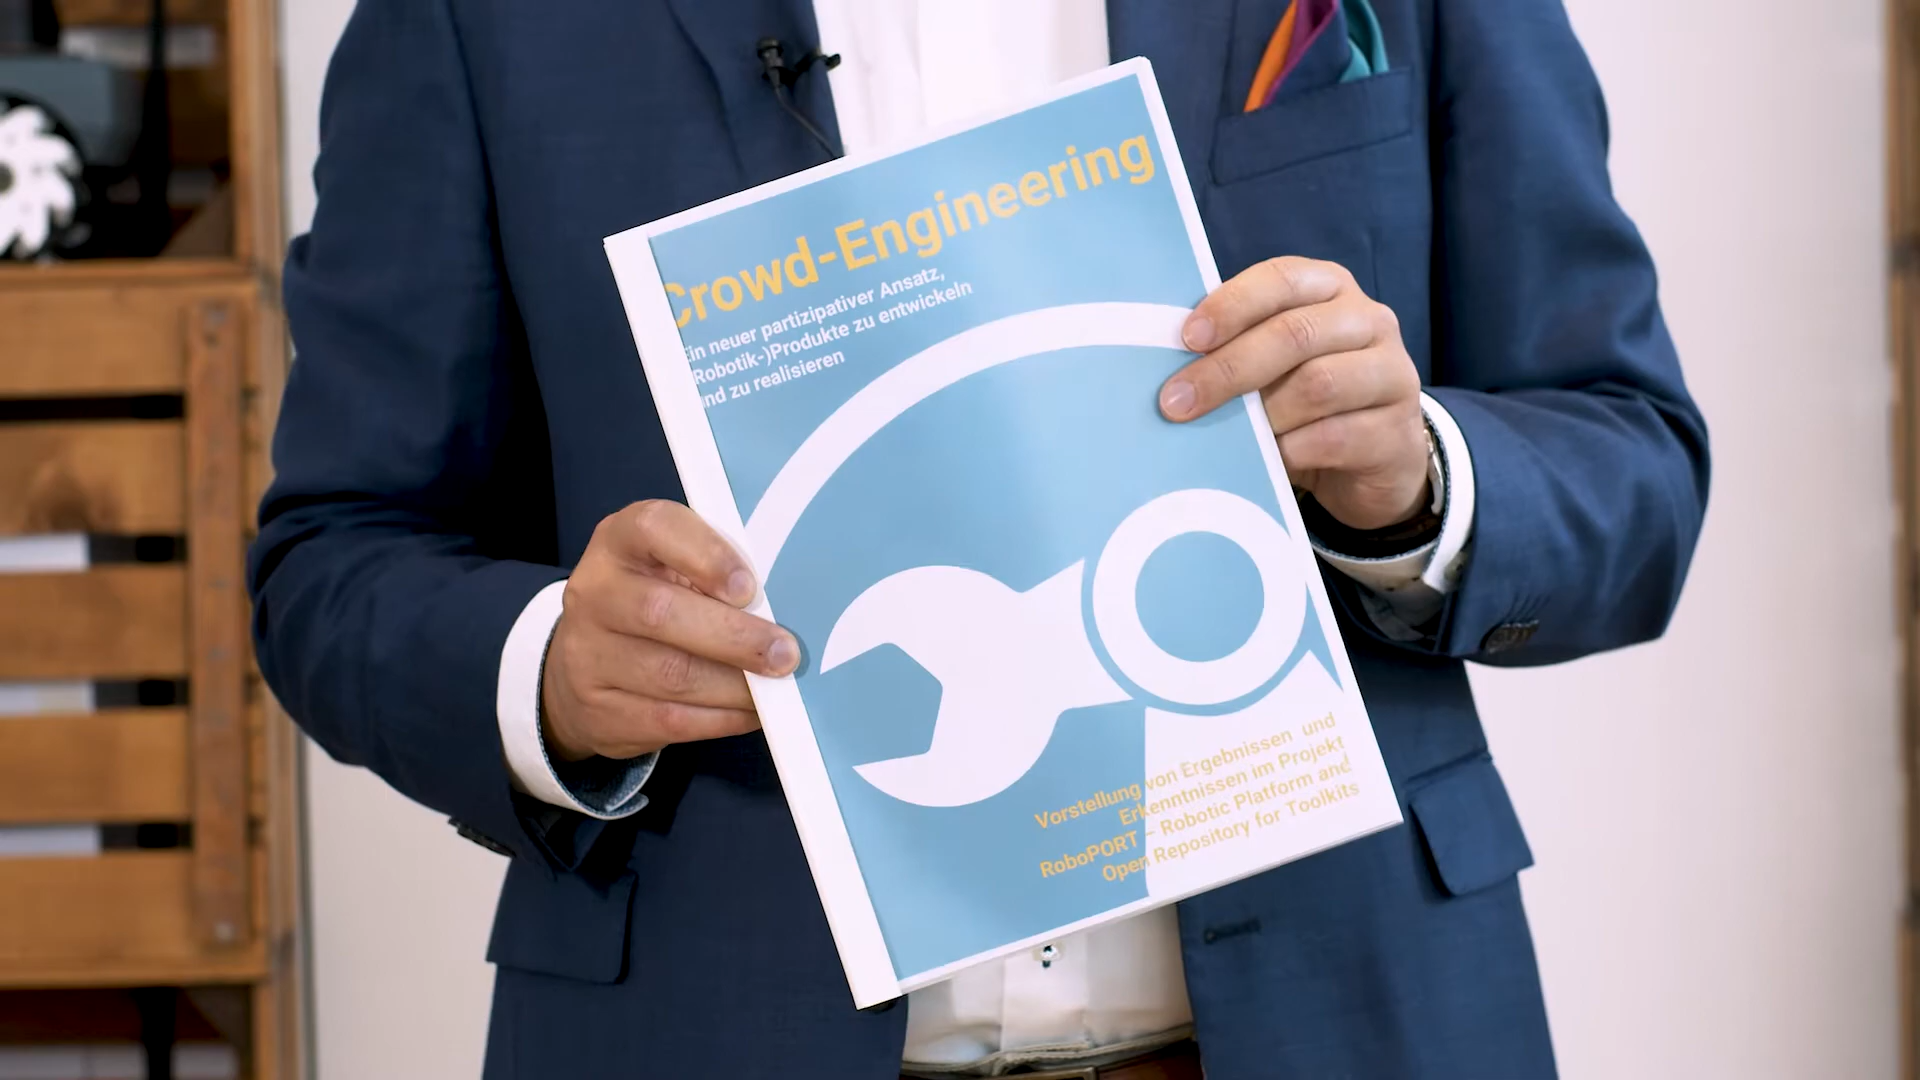 Crowd-Engineering
Ein neuer partizipativer Ansatz,
(Robotik-)Produkte zu entwickeln
und zu realisieren
Vorstellung von Ergebnissen und
Erkenntnissen im Projekt
RoboPORT – Robotic Platform and
Open Repository for Toolkits